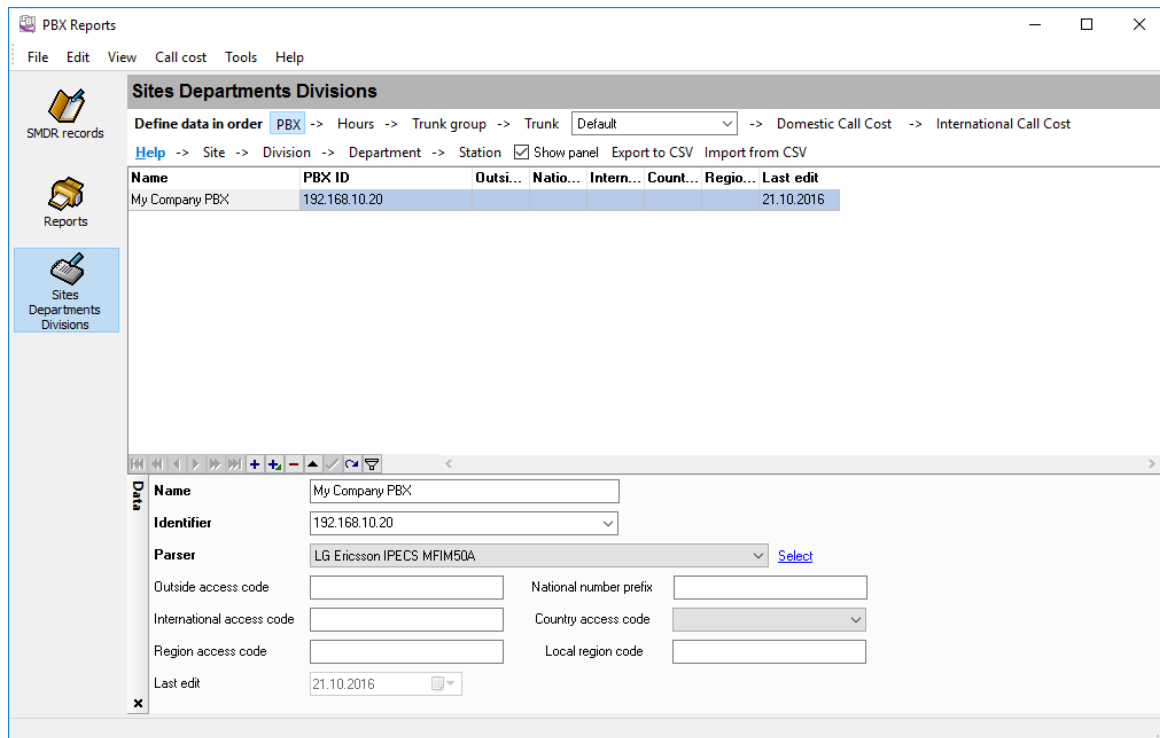 PBX Reports
File Edit View Call cost Tools Help
SMDR records
Reports
Sites
Departments
Divisions
Sites Departments Divisions
Define data in order PBX -> Hours -> Trunk group -> Trunk Default -> Domestic Call Cost -> International Call Cost
Help -> Site -> Division -> Department -> Station Show panel Export to CSV Import from CSV
Name PBX ID Outsi... Natio... Intern... Count... Regio... Last edit
My Company PBX 192.168.10.20 21.10.2016
Data
Name My Company PBX
Identifier 192.168.10.20
Parser LG Ericsson IPECS MFIM50A Select
Outside access code National number prefix
International access code Country access code
Region access code Local region code
Last edit 21.10.2016